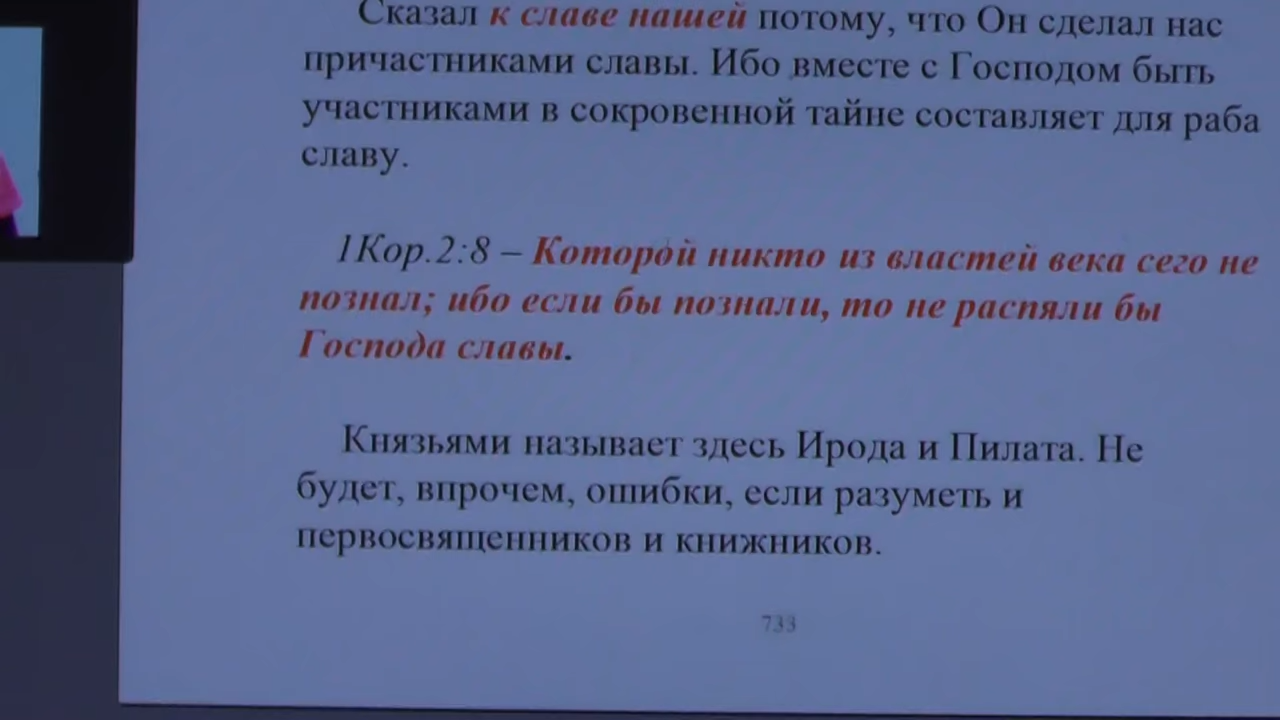 Сказал к славе нашей потому, что Он сделал нас
причастниками славы. Ибо вместе с Господом быть
участниками в сокровенной тайне составляет для раба
славу.
1Кор.2:8 – Которой никто из властей века сего не
познал; ибо если бы познали, то не распяли бы
Господа славы.
Князьями называет здесь Ирода и Пилата. Не
будет, впрочем, ошибки, если разуметь и
первосвященников и книжников.
733